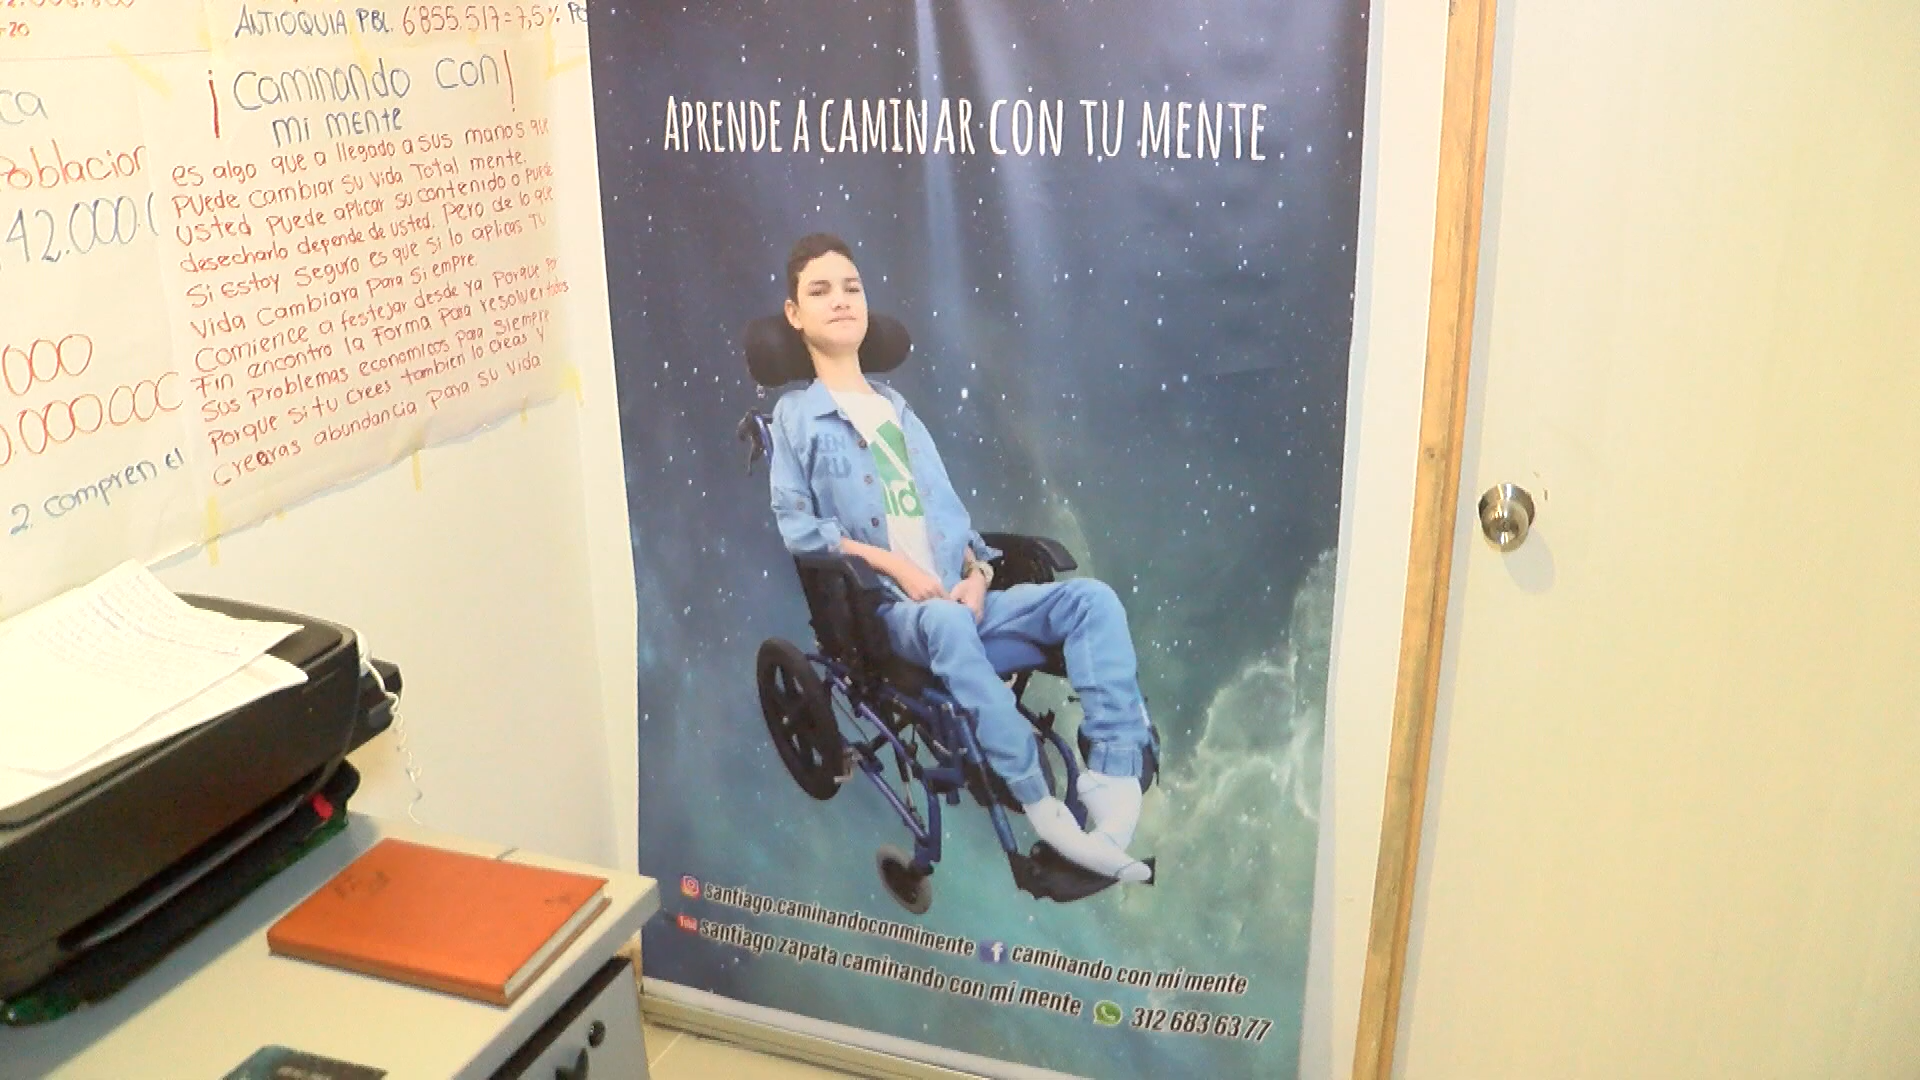 ANTIOQUIA PBL. 6'855.517=7,5%
¡Caminando con!
mi mente
es algo que a llegado a sus manos que
Puede cambiar su vida Total mente.
Usted Puede aplicar su contenido o puede
desecharlo depende de usted. Pero de lo que
Si Estoy Seguro es que si lo aplicas TU
Vida Cambiara Para Siempre.
Comience a festejar desde ya Porque Por
Fin encontro la Forma Para resolver todos
Sus Problemas economicos Para Siempre
Porque Si tu Crees tambien lo Creas y
Crearas abundancia Para su Vida
Poblacion
42.000.
000
0.000.000
2. compren el
APRENDE A CAMINAR CON TU MENTE
santiago.caminandoconmimente caminando con mi mente
santiago zapata caminando con mi mente 312 683 63 77